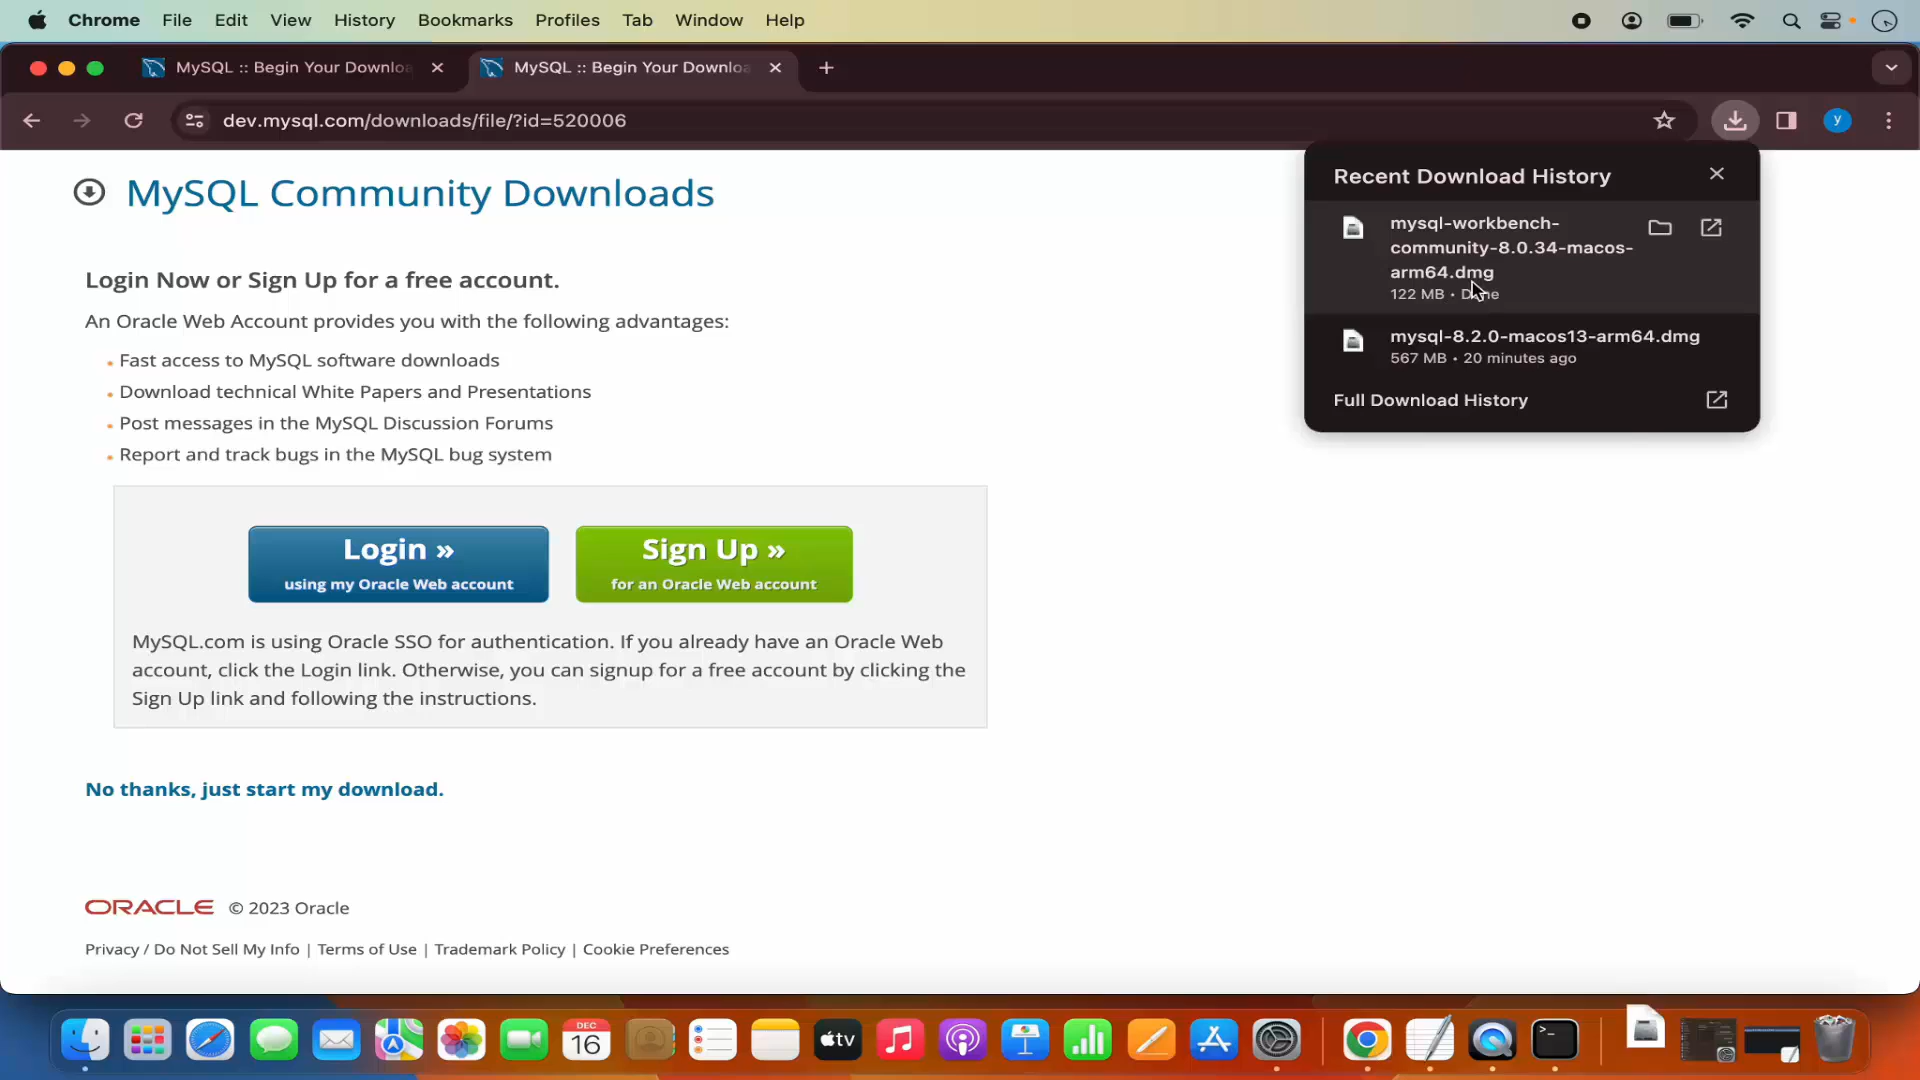 Chrome File Edit View History Bookmarks Profiles Tab Window Help
MySQL :: Begin Your Downloa
MySQL :: Begin Your Downloa
dev.mysql.com/downloads/file/?id=520006
y
MySQL Community Downloads
Login Now or Sign Up for a free account.
An Oracle Web Account provides you with the following advantages:
Fast access to MySQL software downloads
Download technical White Papers and Presentations
Post messages in the MySQL Discussion Forums
Report and track bugs in the MySQL bug system
Login »
using my Oracle Web account
Sign Up »
for an Oracle Web account
MySQL.com is using Oracle SSO for authentication. If you already have an Oracle Web
account, click the Login link. Otherwise, you can signup for a free account by clicking the
Sign Up link and following the instructions.
No thanks, just start my download.
ORACLE © 2023 Oracle
Privacy / Do Not Sell My Info | Terms of Use | Trademark Policy | Cookie Preferences
Recent Download History
mysql-workbench-
community-8.0.34-macos-
arm64.dmg
122 MB • Done
mysql-8.2.0-macos13-arm64.dmg
567 MB • 20 minutes ago
Full Download History
DEC
16
tv